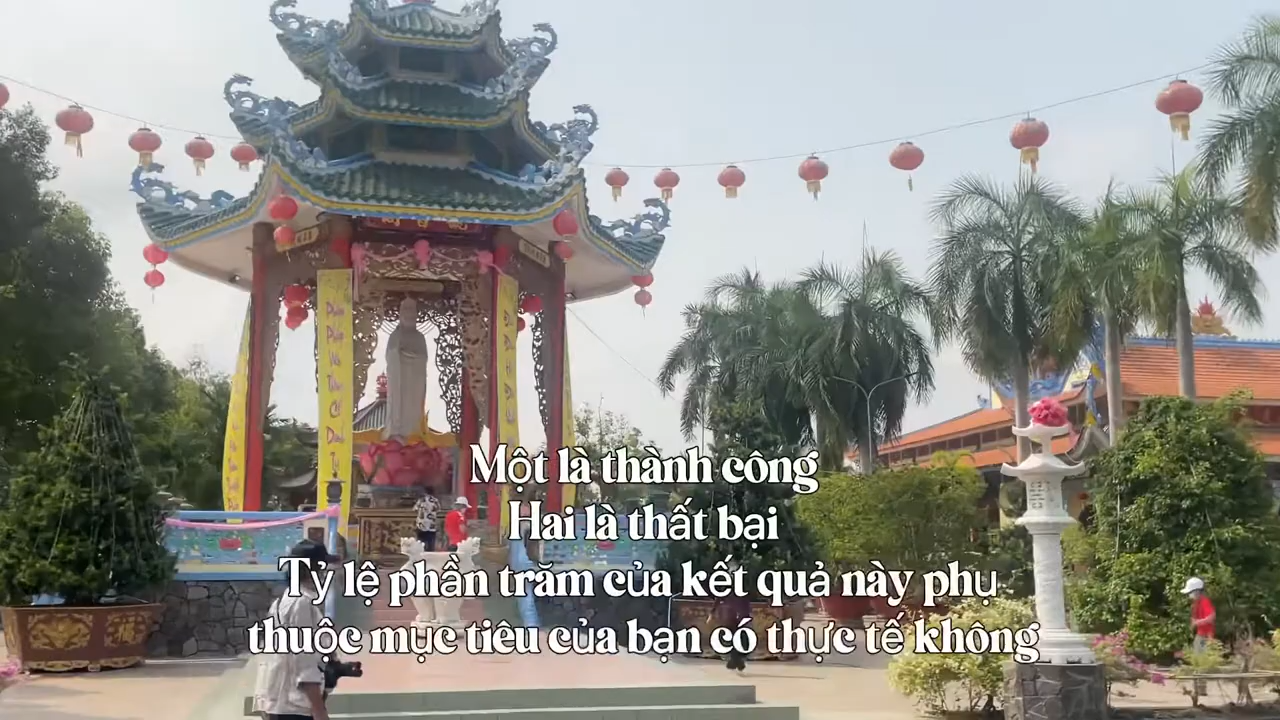 Một là thành công
Hai là thất bại
Tỷ lệ phần trăm của kết quả này phụ
thuộc mục tiêu của bạn có thực tế không